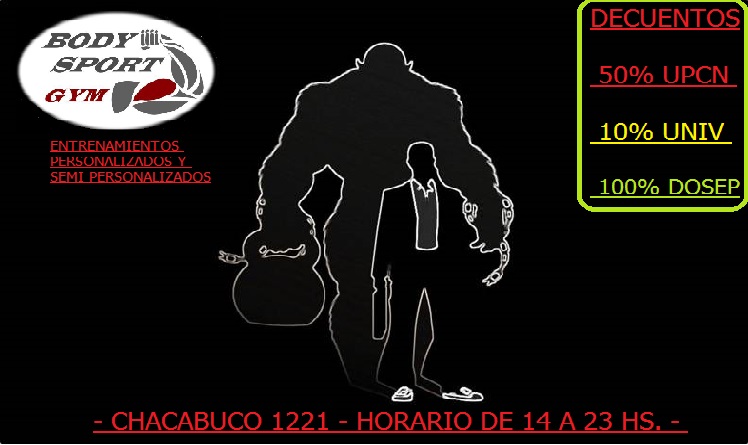 BODY
SPORT
GYM
ENTRENAMIENTOS
PERSONALIZADOS Y
SEMI PERSONALIZADOS
DECUENTOS
50% UPCN
10% UNIV
100% DOSEP
- CHACABUCO 1221 - HORARIO DE 14 A 23 HS. -